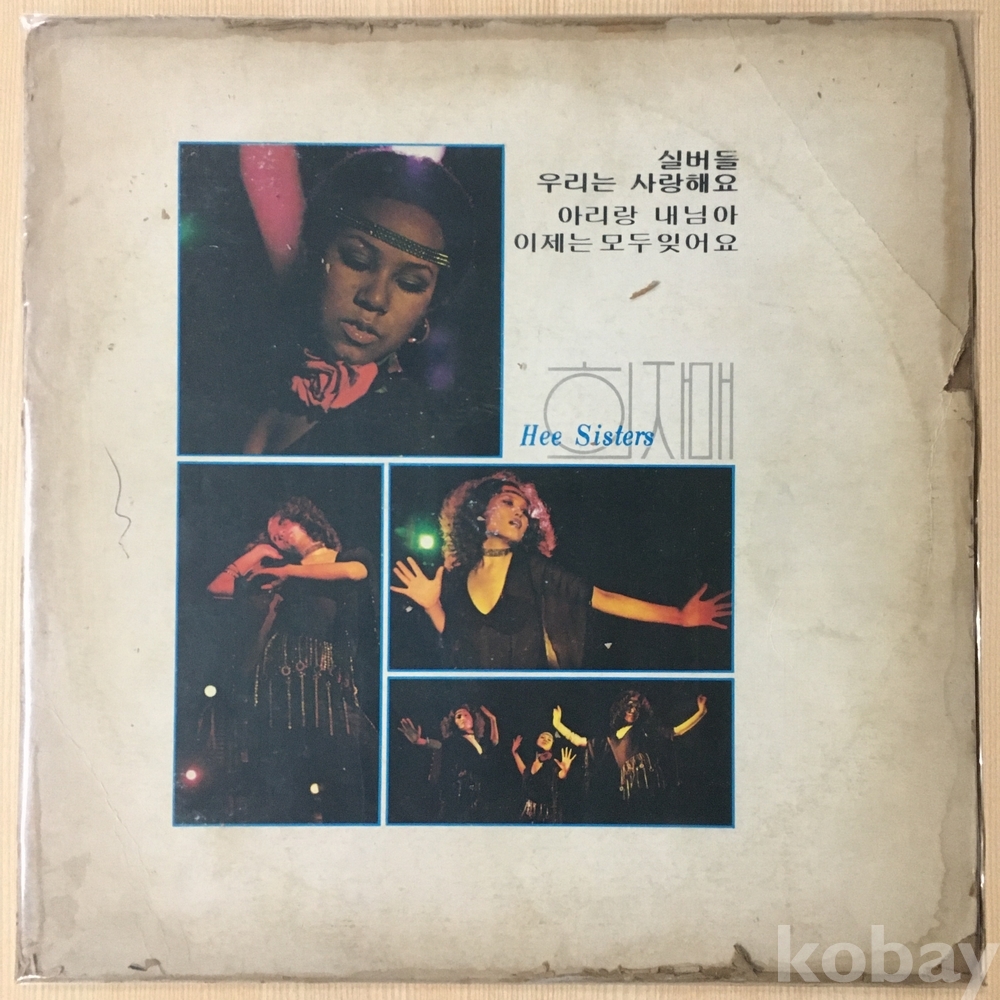 실버들
우리는 사랑해요
아리랑 내님아
이제는 모두 잊어요
희자매
Hee Sisters
kobay